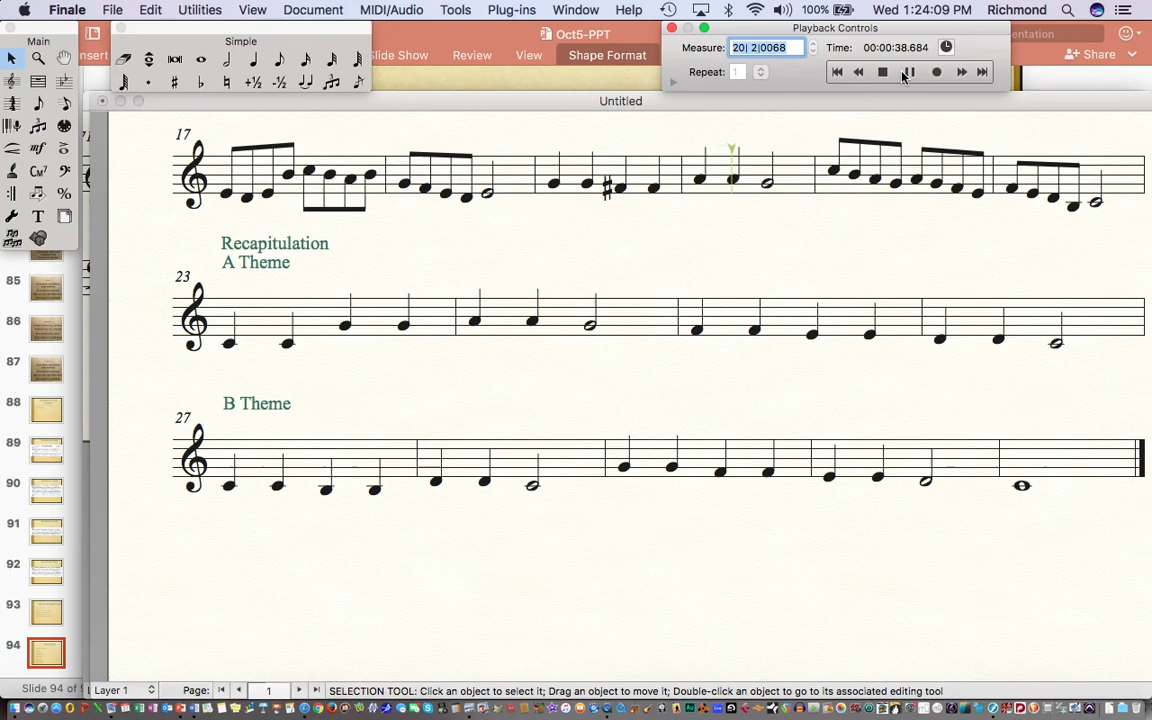 Finale File Edit Utilities View Document MIDI/Audio Tools Plug-ins Window Help 100% Wed 1:24:09 PM Richmond
Main
Simple
Oct5-PPT
Playback Controls
nsert
Slide Show Review View Shape Format
Share
Measure: 20| 2|0068 Time: 00:00:38.684
Repeat: 1
Untitled
17
Recapitulation
A Theme
23
B Theme
27
85
86
87
88
89
90
91
92
93
94
Slide 94 of
Layer 1 Page: 1 SELECTION TOOL: Click an object to select it; Drag an object to move it; Double-click an object to go to its associated editing tool